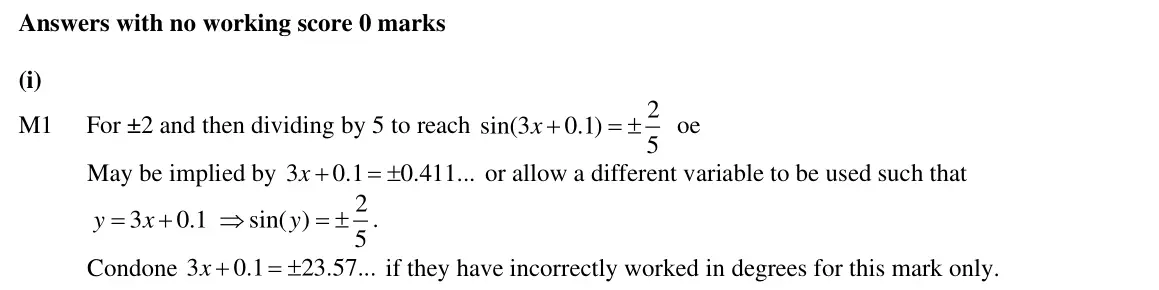 Answers with no working score 0 marks
(i)
M1 For ±2 and then dividing by 5 to reach sin(3x+0.1)=±2/5 oe
May be implied by 3x+0.1=±0.411... or allow a different variable to be used such that
y=3x+0.1 ⇒sin(y)=±2/5.
Condone 3x+0.1=±23.57... if they have incorrectly worked in degrees for this mark only.